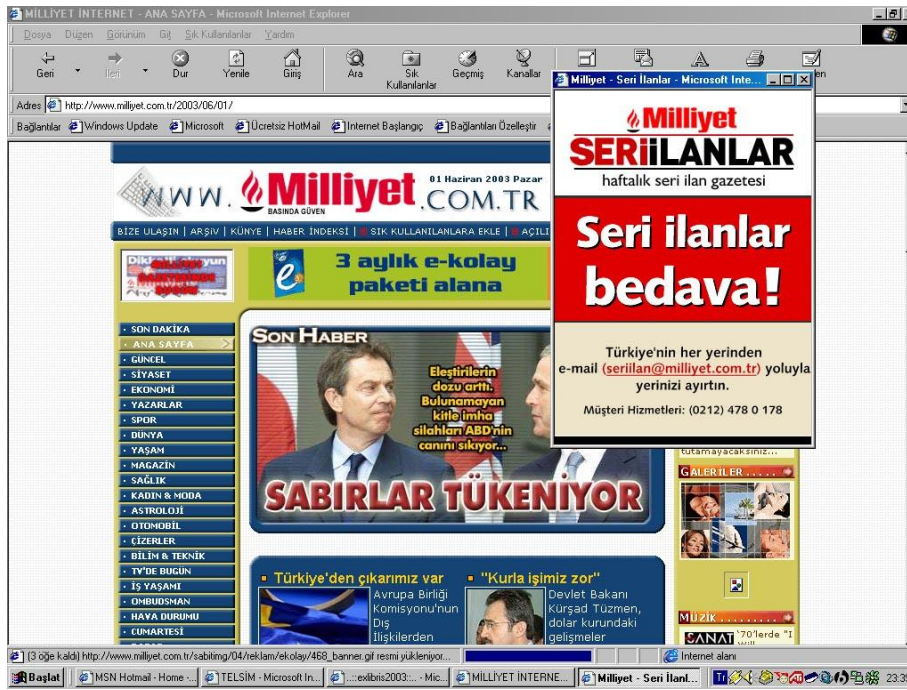 MİLLİYET İNTERNET - ANA SAYFA - Microsoft Internet Explorer
Dosya Düzen Görünüm Git Sık Kullanılanlar Yardım
Geri İleri Dur Yenile Giriş Ara Sık Kullanılanlar Geçmiş Kanallar
Adres http://www.milliyet.com.tr/2003/06/01/
Bağlantılar Windows Update Microsoft Ücretsiz HotMail Internet Başlangıç Bağlantıları Özelleştir
WWW. Milliyet .COM.TR
BASINDA GÜVEN
01 Haziran 2003 Pazar
BİZE ULAŞIN | ARŞİV | KÜNYE | HABER İNDEKSİ | SIK KULLANILANLARA EKLE | AÇILI
3 aylık e-kolay
paketi alana
SON DAKİKA
ANA SAYFA
GÜNCEL
SİYASET
EKONOMİ
YAZARLAR
SPOR
DÜNYA
YAŞAM
MAGAZİN
SAĞLIK
KADIN & MODA
ASTROLOJİ
OTOMOBİL
ÇİZERLER
BİLİM & TEKNİK
TV'DE BUGÜN
İŞ YAŞAMI
OMBUDSMAN
HAVA DURUMU
CUMARTESİ
SON HABER
Eleştirilerin
dozu arttı.
Bulunamayan
kitle imha
silahları ABD'nin
canını sıkıyor...
SABIRLAR TÜKENİYOR
Türkiye'den çıkarımız var
Avrupa Birliği
Komisyonu'nun
Dış
İlişkilerden
"Kurla işimiz zor"
Devlet Bakanı
Kürşad Tüzmen,
dolar kurundaki
gelişmeler
Milliyet - Seri İlanlar - Microsoft Inte...
Milliyet
SERİİLANLAR
haftalık seri ilan gazetesi
Seri ilanlar
bedava!
Türkiye'nin her yerinden
e-mail (seriilan@milliyet.com.tr) yoluyla
yerinizi ayırtın.
Müşteri Hizmetleri: (0212) 478 0 178
tutamayacaksınız...
GALERİLER.....
MÜZİK
SANAT '70'lerde "I
(3 öğe kaldı) http://www.milliyet.com.tr/sabitimg/04/reklam/ekolay/468_banner.gif resmi yükleniyor... Internet alanı
Başlat MSN Hotmail - Home -... TELSİM - Microsoft In... .::exlibris2003::.. - Mic... MİLLİYET İNTERNE... Milliyet - Seri İlanl... 23:35